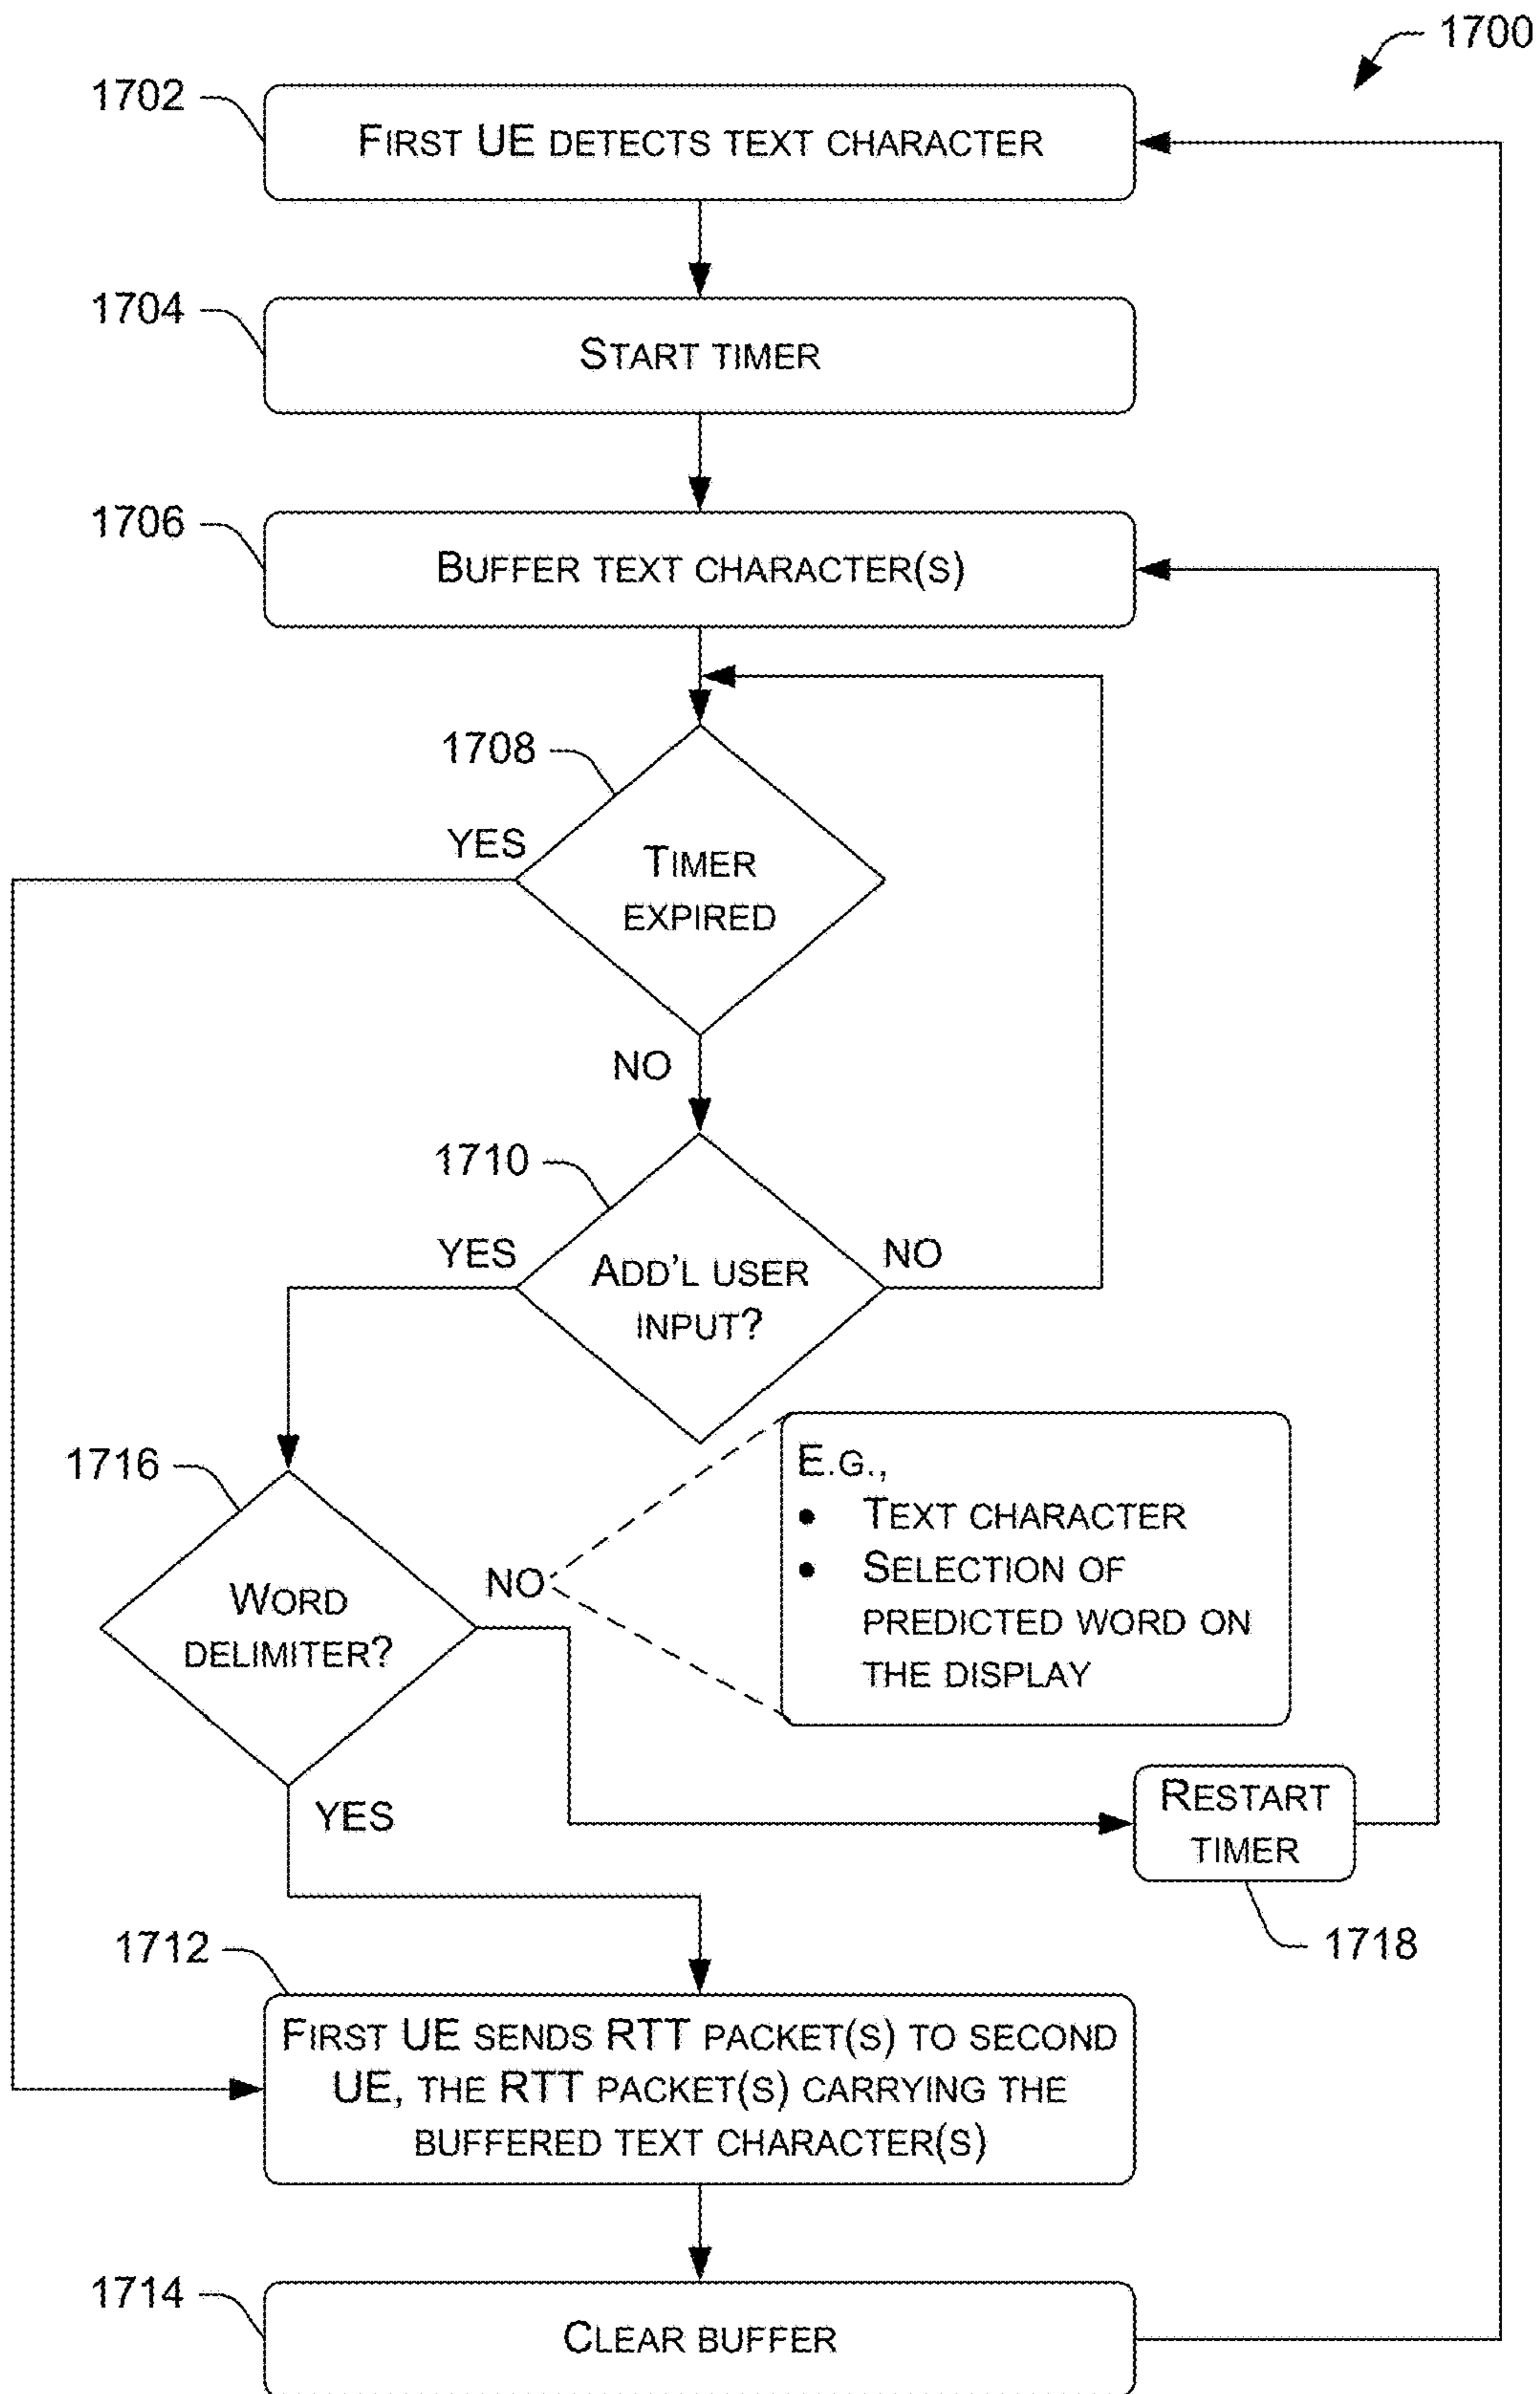 1700
1702
First UE detects text character
1704
Start timer
1706
Buffer text character(s)
1708
YES
Timer
expired
NO
1710
YES
Add'l user
input?
NO
1716
Word
delimiter?
NO
E.g.,
• Text character
• Selection of
predicted word on
the display
YES
Restart
timer
1718
1712
First UE sends RTT packet(s) to second
UE, the RTT packet(s) carrying the
buffered text character(s)
1714
Clear buffer